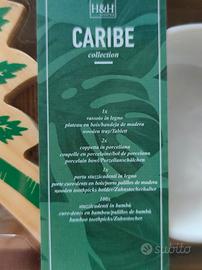 H&H
CARIBE
collection
1x
vassoio in legno
plateau en bois/bandeja de madera
wooden tray/Tablett
2x
coppetta in porcellana
coupelle en porcelaine/bol de porcelana
porcelain bowl/Porzellanschälchen
1x
porta stuzzicadenti in legno
porte cure-dents en bois/porta palillos de madera
wooden toothpicks holder/Zahnstocherhalter
100x
stuzzicadenti in bambù
cure-dents en bambou/palillos de bambú
bamboo toothpicks/Zahnstocher
subito